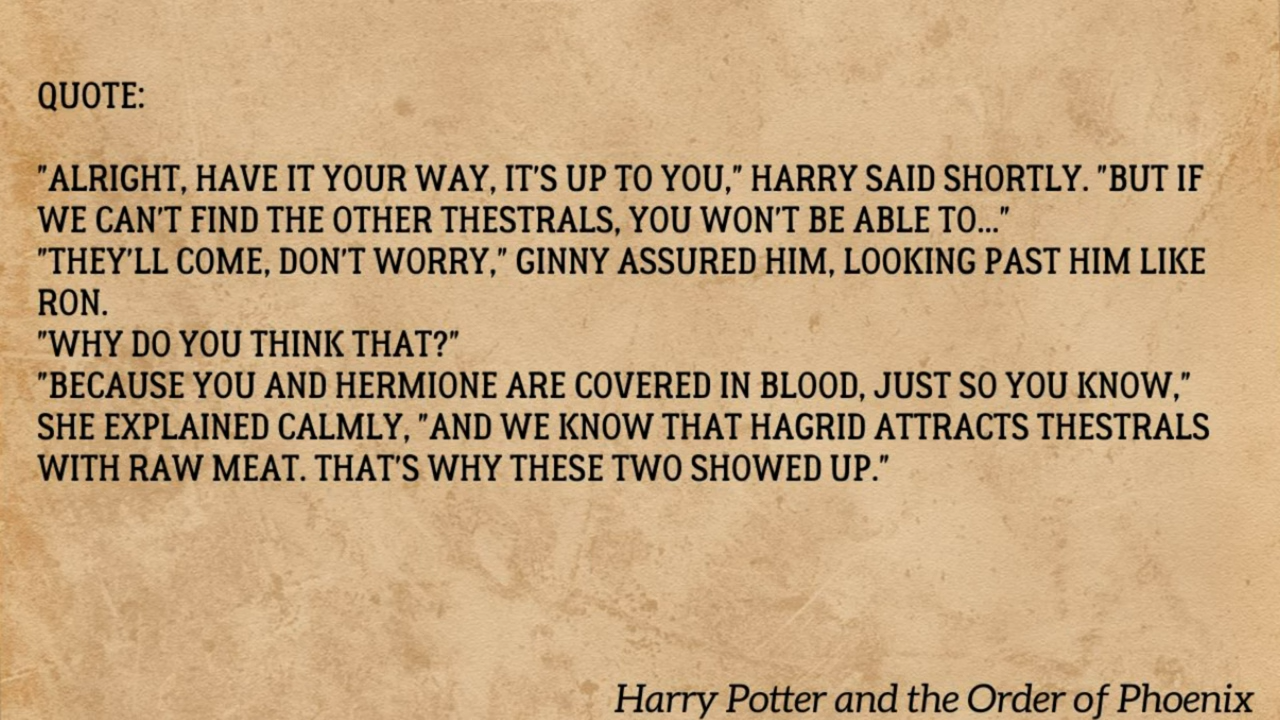 QUOTE:
"ALRIGHT, HAVE IT YOUR WAY, IT'S UP TO YOU," HARRY SAID SHORTLY. "BUT IF
WE CAN'T FIND THE OTHER THESTRALS, YOU WON'T BE ABLE TO..."
"THEY'LL COME, DON'T WORRY," GINNY ASSURED HIM, LOOKING PAST HIM LIKE
RON.
"WHY DO YOU THINK THAT?"
"BECAUSE YOU AND HERMIONE ARE COVERED IN BLOOD, JUST SO YOU KNOW,"
SHE EXPLAINED CALMLY, "AND WE KNOW THAT HAGRID ATTRACTS THESTRALS
WITH RAW MEAT. THAT'S WHY THESE TWO SHOWED UP."
Harry Potter and the Order of Phoenix